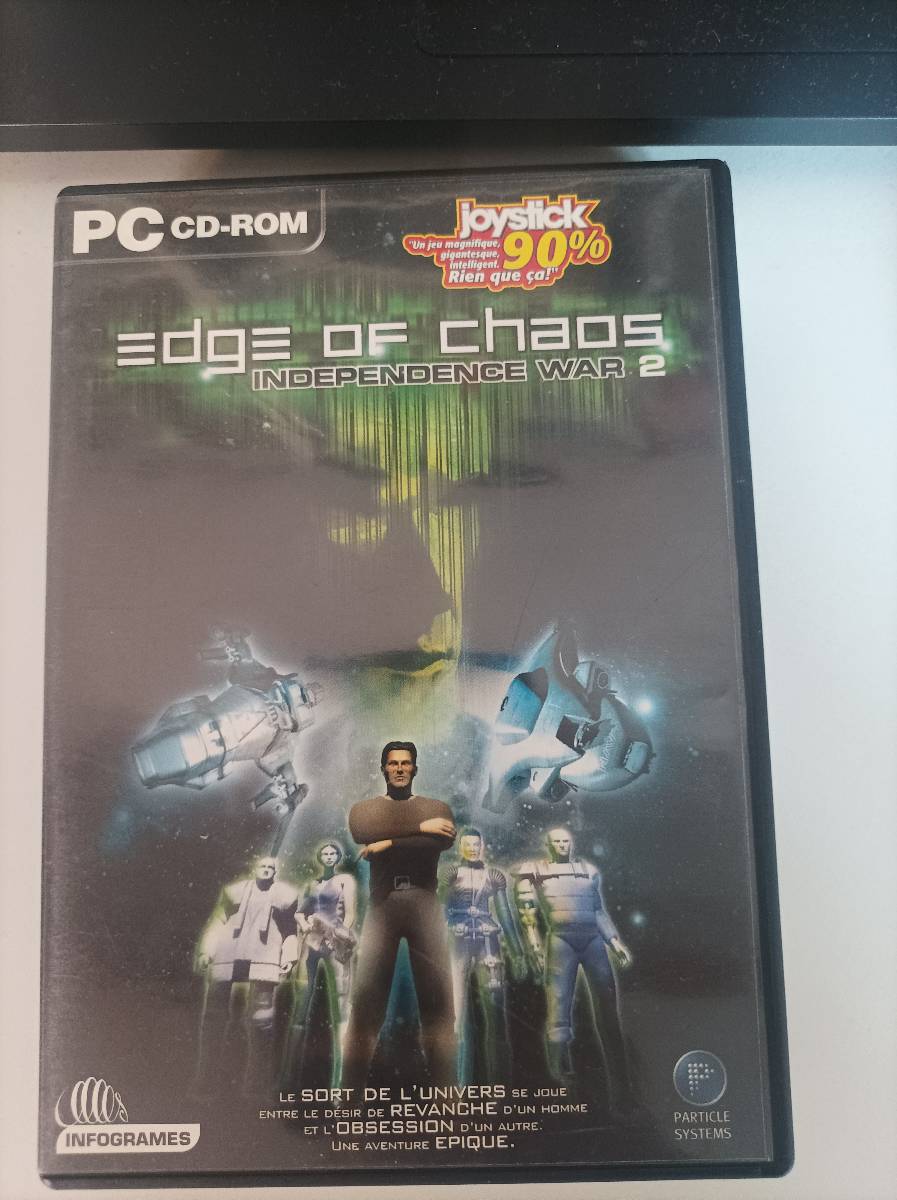 PC CD-ROM
joystick
"Un jeu magnifique,
gigantesque,
intelligent.
90%
Rien que ça!"
EdgE OF CHAOS
INDEPENDENCE WAR 2
LE SORT DE L'UNIVERS SE JOUE
ENTRE LE DÉSIR DE REVANCHE D'UN HOMME
ET L'OBSESSION D'UN AUTRE.
UNE AVENTURE EPIQUE.
INFOGRAMES
PARTICLE
SYSTEMS